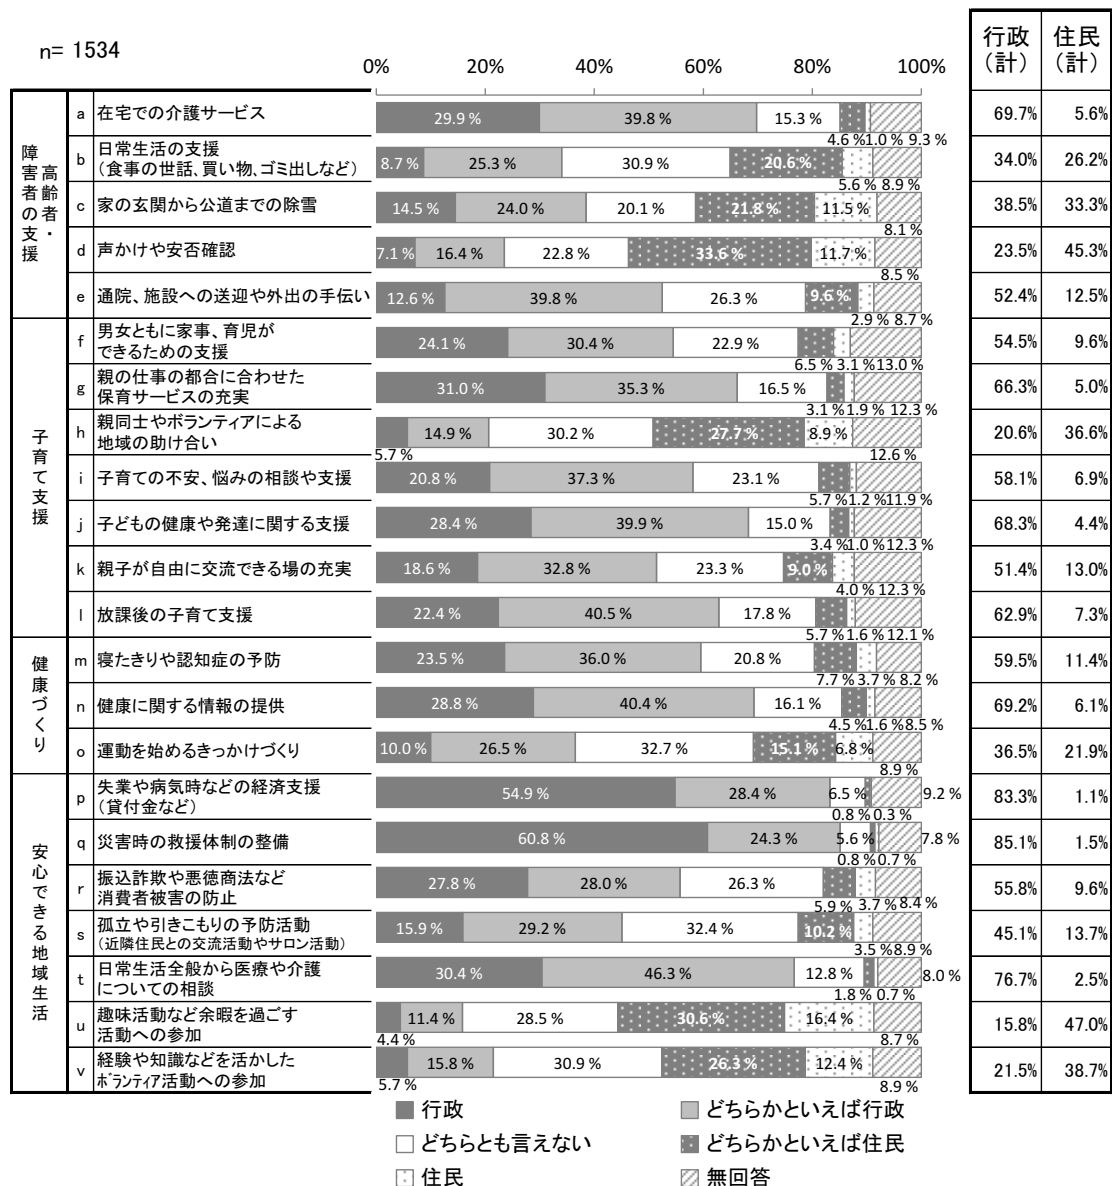 n= 1534
行政
（計）
住民
（計）
0%
20%
40%
60%
80%
100%
高齢者・障害者の支援
a 在宅での介護サービス
29.9 % 39.8 % 15.3 % 4.6 % 1.0 % 9.3 %
69.7% 5.6%
b 日常生活の支援
（食事の世話、買い物、ゴミ出しなど）
8.7 % 25.3 % 30.9 % 20.6 % 5.6 % 8.9 %
34.0% 26.2%
c 家の玄関から公道までの除雪
14.5 % 24.0 % 20.1 % 21.8 % 11.5 % 8.1 %
38.5% 33.3%
d 声かけや安否確認
7.1 % 16.4 % 22.8 % 33.6 % 11.7 % 8.5 %
23.5% 45.3%
e 通院、施設への送迎や外出の手伝い
12.6 % 39.8 % 26.3 % 9.6 % 2.9 % 8.7 %
52.4% 12.5%
子育て支援
f 男女ともに家事、育児が
できるための支援
24.1 % 30.4 % 22.9 % 6.5 % 3.1 % 13.0 %
54.5% 9.6%
g 親の仕事の都合に合わせた
保育サービスの充実
31.0 % 35.3 % 16.5 % 3.1 % 1.9 % 12.3 %
66.3% 5.0%
h 親同士やボランティアによる
地域の助け合い
5.7 % 14.9 % 30.2 % 27.7 % 8.9 % 12.6 %
20.6% 36.6%
i 子育ての不安、悩みの相談や支援
20.8 % 37.3 % 23.1 % 5.7 % 1.2 % 11.9 %
58.1% 6.9%
j 子どもの健康や発達に関する支援
28.4 % 39.9 % 15.0 % 3.4 % 1.0 % 12.3 %
68.3% 4.4%
k 親子が自由に交流できる場の充実
18.6 % 32.8 % 23.3 % 9.0 % 4.0 % 12.3 %
51.4% 13.0%
l 放課後の子育て支援
22.4 % 40.5 % 17.8 % 5.7 % 1.6 % 12.1 %
62.9% 7.3%
健康づくり
m 寝たきりや認知症の予防
23.5 % 36.0 % 20.8 % 7.7 % 3.7 % 8.2 %
59.5% 11.4%
n 健康に関する情報の提供
28.8 % 40.4 % 16.1 % 4.5 % 1.6 % 8.5 %
69.2% 6.1%
o 運動を始めるきっかけづくり
10.0 % 26.5 % 32.7 % 15.1 % 6.8 % 8.9 %
36.5% 21.9%
安心できる地域生活
p 失業や病気時などの経済支援
（貸付金など）
54.9 % 28.4 % 6.5 % 0.8 % 0.3 % 9.2 %
83.3% 1.1%
q 災害時の救援体制の整備
60.8 % 24.3 % 5.6 % 0.8 % 0.7 % 7.8 %
85.1% 1.5%
r 振込詐欺や悪徳商法など
消費者被害の防止
27.8 % 28.0 % 26.3 % 5.9 % 3.7 % 8.4 %
55.8% 9.6%
s 孤立や引きこもりの予防活動
（近隣住民との交流活動やサロン活動）
15.9 % 29.2 % 32.4 % 10.2 % 3.5 % 8.9 %
45.1% 13.7%
t 日常生活全般から医療や介護
についての相談
30.4 % 46.3 % 12.8 % 1.8 % 0.7 % 8.0 %
76.7% 2.5%
u 趣味活動など余暇を過ごす
活動への参加
4.4 % 11.4 % 28.5 % 30.6 % 16.4 % 8.7 %
15.8% 47.0%
v 経験や知識などを活かした
ﾎﾞﾗﾝﾃｨｱ活動への参加
5.7 % 15.8 % 30.9 % 26.3 % 12.4 % 8.9 %
21.5% 38.7%
行政
どちらかといえば行政
どちらとも言えない
どちらかといえば住民
住民
無回答